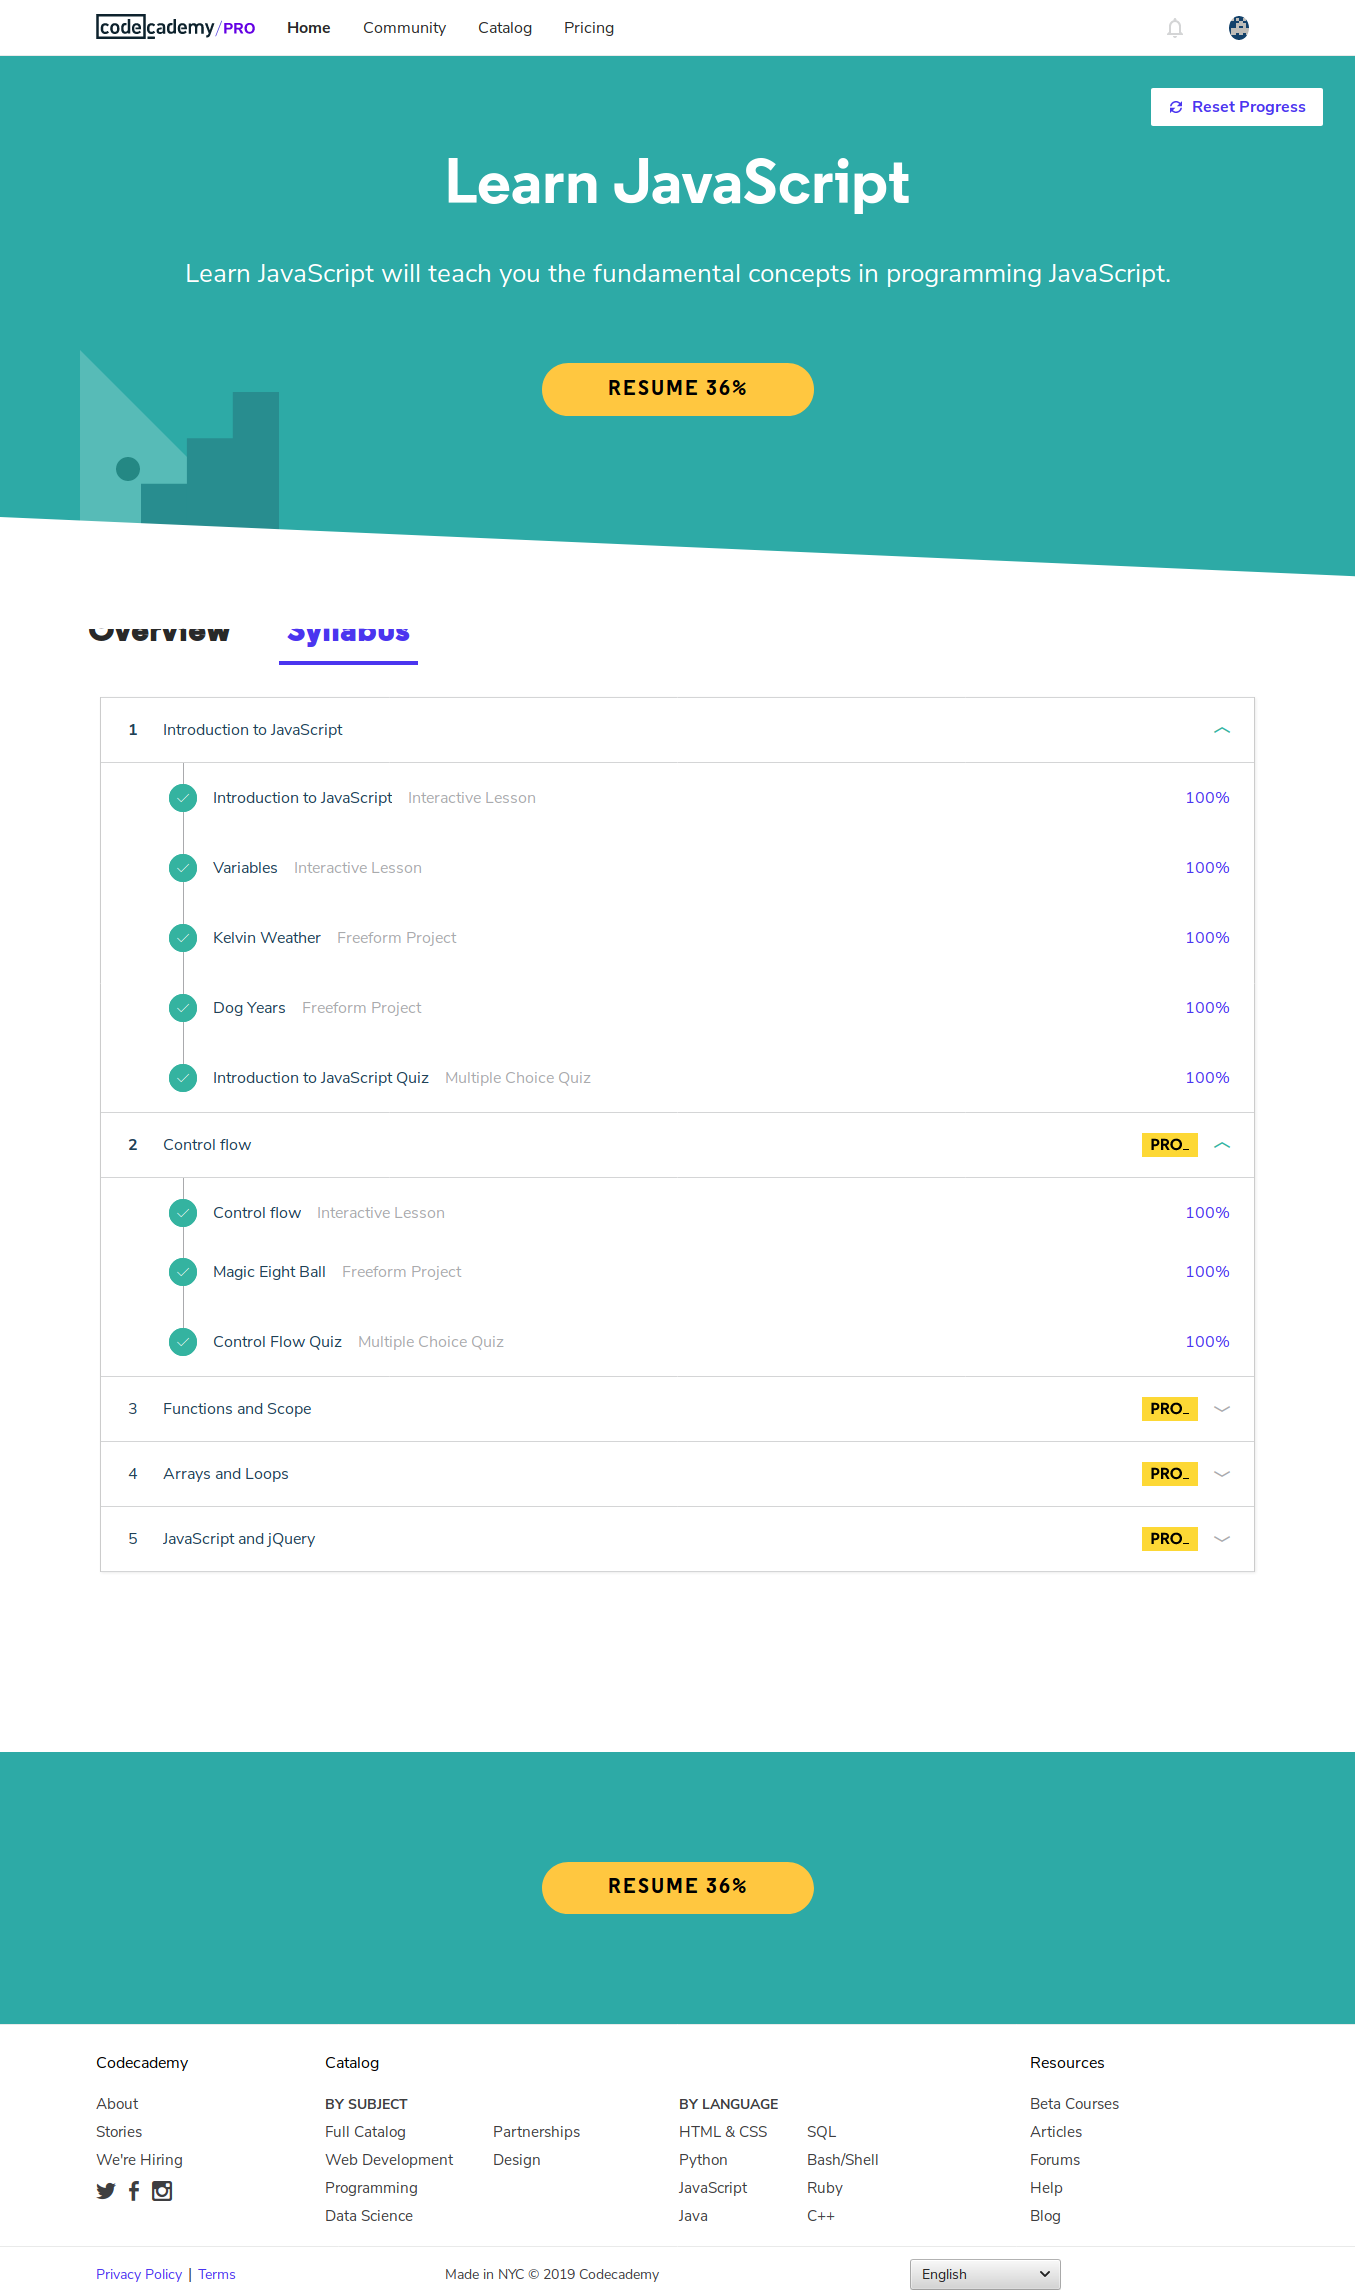 codecademy/PRO Home Community Catalog Pricing
Reset Progress
Learn JavaScript
Learn JavaScript will teach you the fundamental concepts in programming JavaScript.
RESUME 36%
Overview Syllabus
1 Introduction to JavaScript
Introduction to JavaScript Interactive Lesson 100%
Variables Interactive Lesson 100%
Kelvin Weather Freeform Project 100%
Dog Years Freeform Project 100%
Introduction to JavaScript Quiz Multiple Choice Quiz 100%
2 Control flow PRO_
Control flow Interactive Lesson 100%
Magic Eight Ball Freeform Project 100%
Control Flow Quiz Multiple Choice Quiz 100%
3 Functions and Scope PRO_
4 Arrays and Loops PRO_
5 JavaScript and jQuery PRO_
RESUME 36%
Codecademy Catalog Resources
About BY SUBJECT BY LANGUAGE Beta Courses
Stories Full Catalog Partnerships HTML & CSS SQL Articles
We're Hiring Web Development Design Python Bash/Shell Forums
Programming JavaScript Ruby Help
Data Science Java C++ Blog
Privacy Policy | Terms Made in NYC © 2019 Codecademy English